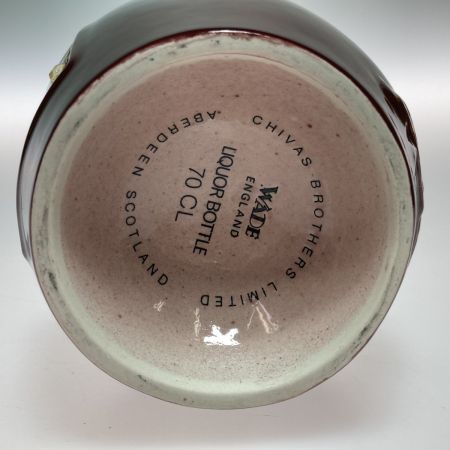 CHIVAS BROTHERS LIMITED
ABERDEEN SCOTLAND
WADE
ENGLAND
LIQUOR BOTTLE
70 CL